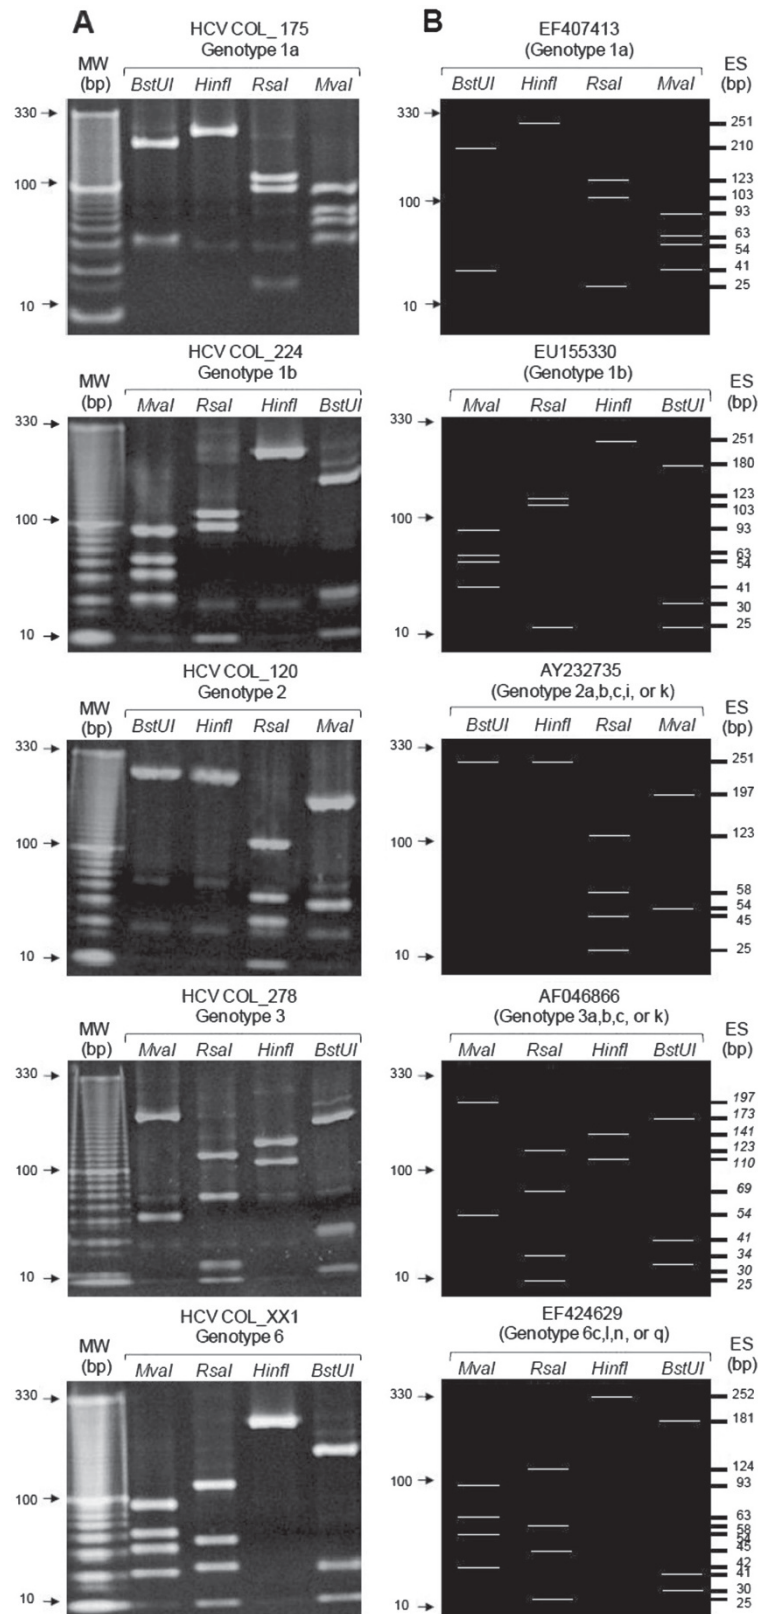 A
B
HCV COL_ 175
Genotype 1a
EF407413
(Genotype 1a)
MW
(bp)
BstUI HinfI RsaI MvaI
BstUI HinfI RsaI MvaI
ES
(bp)
330
100
10
330
100
10
251
210
123
103
93
63
54
41
25
HCV COL_224
Genotype 1b
EU155330
(Genotype 1b)
MW
(bp)
MvaI RsaI HinfI BstUI
MvaI RsaI HinfI BstUI
ES
(bp)
330
100
10
330
100
10
251
180
123
103
93
63
54
41
30
25
HCV COL_120
Genotype 2
AY232735
(Genotype 2a,b,c,i, or k)
MW
(bp)
BstUI HinfI RsaI MvaI
BstUI HinfI RsaI MvaI
ES
(bp)
330
100
10
330
100
10
251
197
123
58
54
45
25
HCV COL_278
Genotype 3
AF046866
(Genotype 3a,b,c, or k)
MW
(bp)
MvaI RsaI HinfI BstUI
MvaI RsaI HinfI BstUI
ES
(bp)
330
100
10
330
100
10
197
173
141
123
110
69
54
41
34
30
25
HCV COL_XX1
Genotype 6
EF424629
(Genotype 6c,l,n, or q)
MW
(bp)
MvaI RsaI HinfI BstUI
MvaI RsaI HinfI BstUI
ES
(bp)
330
100
10
330
100
10
252
181
124
93
63
58
54
45
42
41
30
25